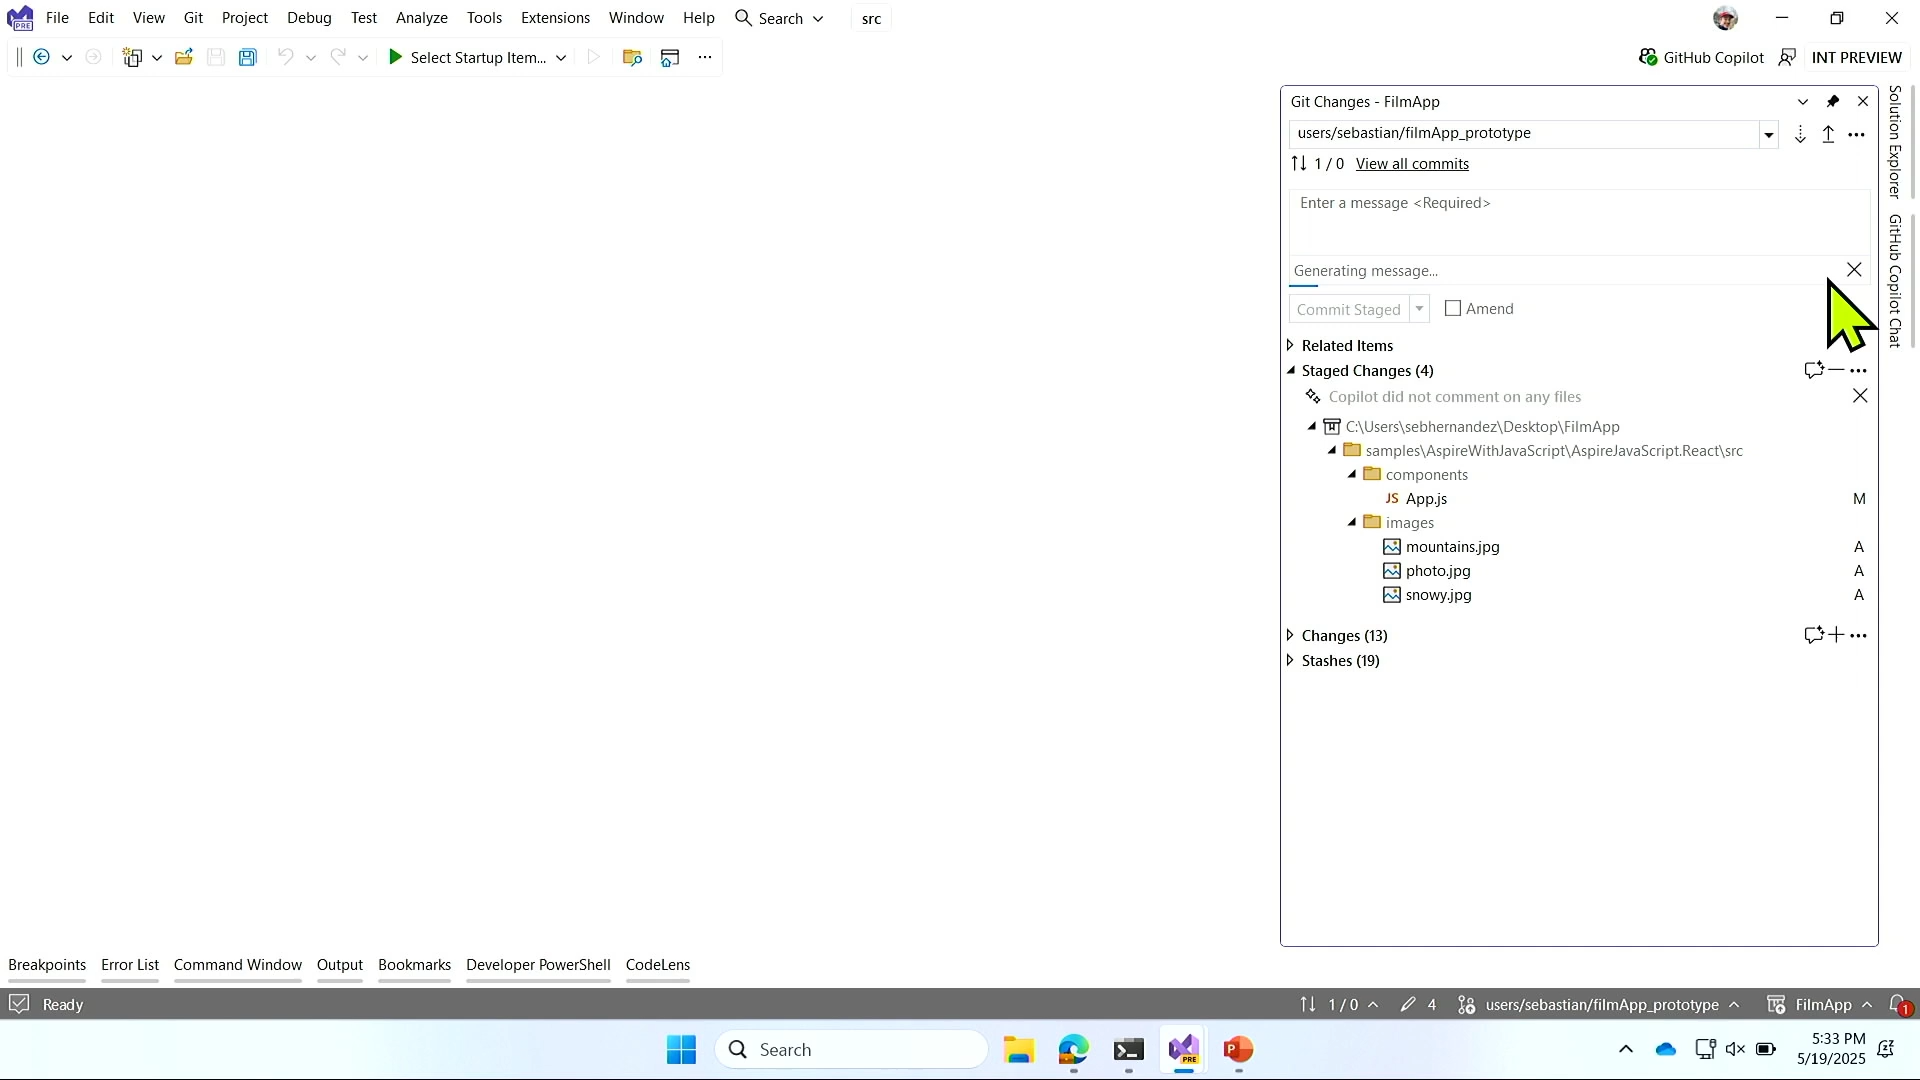 File Edit View Git Project Debug Test Analyze Tools Extensions Window Help Search src
Select Startup Item... GitHub Copilot INT PREVIEW
Git Changes - FilmApp
users/sebastian/filmApp_prototype
1 / 0 View all commits
Enter a message <Required>
Generating message...
Commit Staged Amend
Related Items
Staged Changes (4)
Copilot did not comment on any files
C:\Users\sebhernandez\Desktop\FilmApp
samples\AspireWithJavaScript\AspireJavaScript.React\src
components
JS App.js M
images
mountains.jpg A
photo.jpg A
snowy.jpg A
Changes (13)
Stashes (19)
Solution Explorer
GitHub Copilot Chat
Breakpoints Error List Command Window Output Bookmarks Developer PowerShell CodeLens
Ready 1 / 0 4 users/sebastian/filmApp_prototype FilmApp 1
Search PRE 5:33 PM
5/19/2025